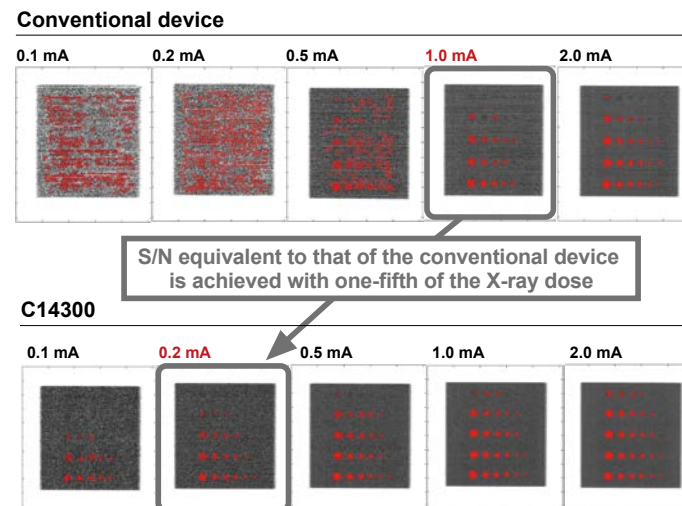 Conventional device
0.1 mA 0.2 mA 0.5 mA 1.0 mA 2.0 mA
S/N equivalent to that of the conventional device
is achieved with one-fifth of the X-ray dose
C14300
0.1 mA 0.2 mA 0.5 mA 1.0 mA 2.0 mA